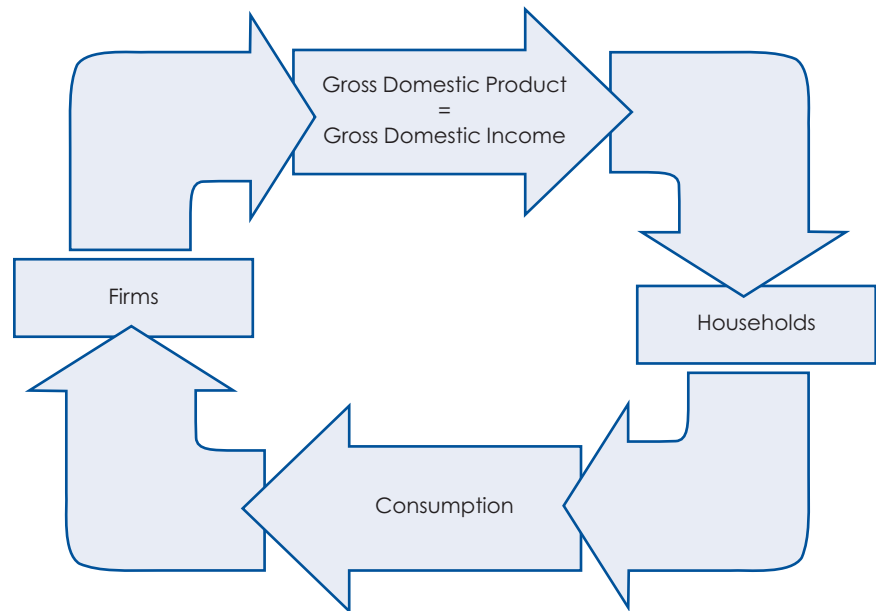 Gross Domestic Product
=
Gross Domestic Income
Firms
Households
Consumption